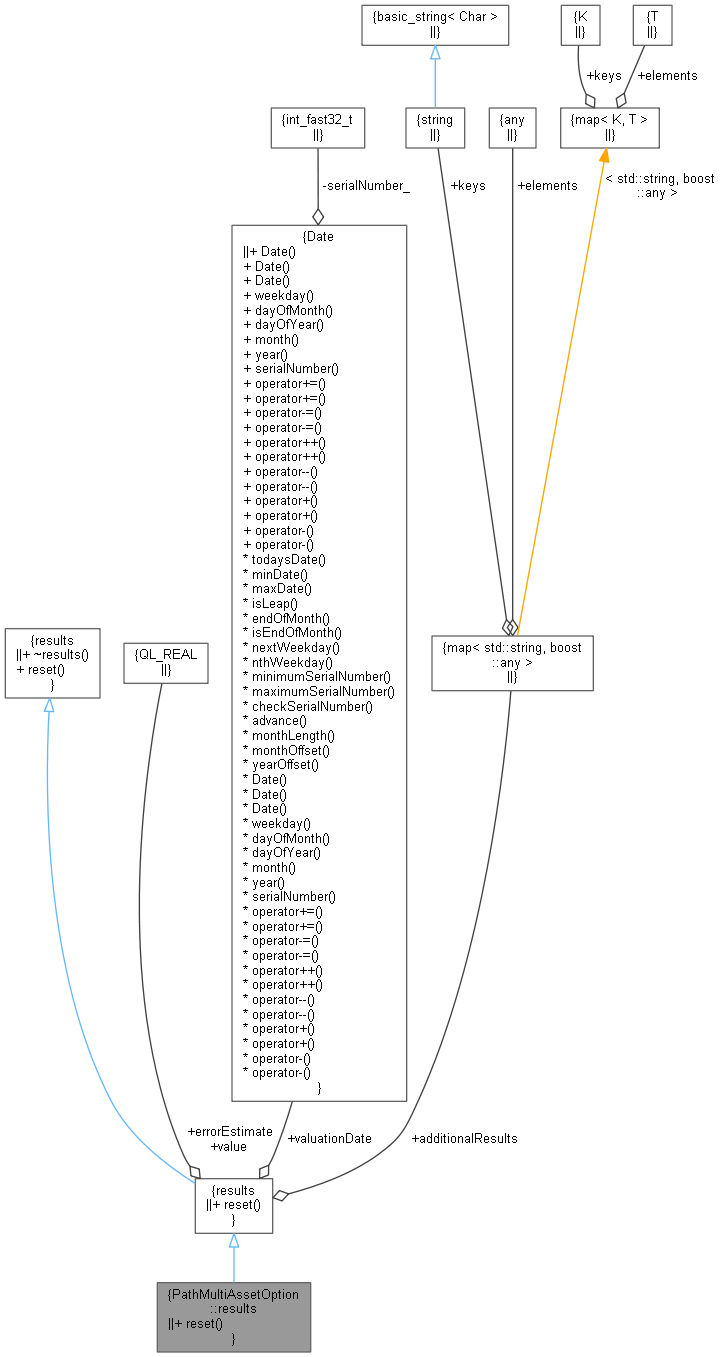 {basic_string< Char >
||}
{K
||}
{T
||}
+keys
+elements
{int_fast32_t
||}
{string
||}
{any
||}
{map< K, T >
||}
-serialNumber_
+keys
+elements
< std::string, boost
::any >
{Date
||+ Date()
+ Date()
+ Date()
+ weekday()
+ dayOfMonth()
+ dayOfYear()
+ month()
+ year()
+ serialNumber()
+ operator+=()
+ operator+=()
+ operator-=()
+ operator-=()
+ operator++()
+ operator++()
+ operator--()
+ operator--()
+ operator+()
+ operator+()
+ operator-()
+ operator-()
* todaysDate()
* minDate()
* maxDate()
* isLeap()
* endOfMonth()
* isEndOfMonth()
* nextWeekday()
* nthWeekday()
* minimumSerialNumber()
* maximumSerialNumber()
* checkSerialNumber()
* advance()
* monthLength()
* monthOffset()
* yearOffset()
* Date()
* Date()
* Date()
* weekday()
* dayOfMonth()
* dayOfYear()
* month()
* year()
* serialNumber()
* operator+=()
* operator+=()
* operator-=()
* operator-=()
* operator++()
* operator++()
* operator--()
* operator--()
* operator+()
* operator+()
* operator-()
* operator-()
}
{results
||+ ~results()
+ reset()
}
{QL_REAL
||}
{map< std::string, boost
::any >
||}
+errorEstimate
+value
+valuationDate
+additionalResults
{results
||+ reset()
}
{PathMultiAssetOption
::results
||+ reset()
}